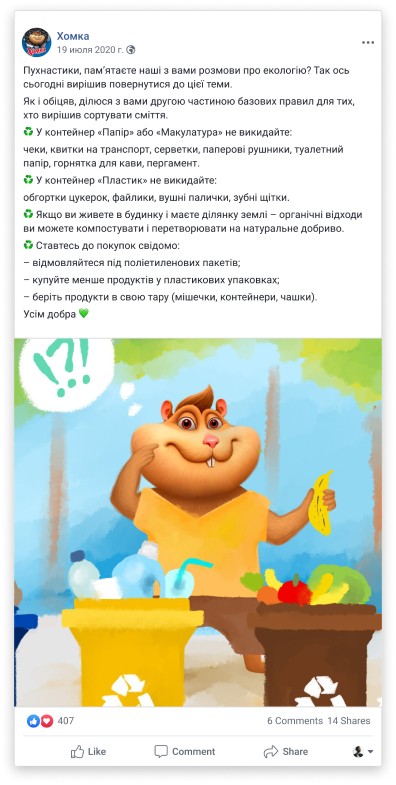 Хомка
19 июля 2020 г.
Пухнастики, пам’ятаєте наші з вами розмови про екологію? Так ось
сьогодні вирішив повернутися до цієї теми.
Як і обіцяв, ділюся з вами другою частиною базових правил для тих,
хто вирішив сортувати сміття.
♻ У контейнер «Папір» або «Макулатура» не викидайте:
чеки, квитки на транспорт, серветки, паперові рушники, туалетний
папір, горнятка для кави, пергамент.
♻ У контейнер «Пластик» не викидайте:
обгортки цукерок, файлики, вушні палички, зубні щітки.
♻ Якщо ви живете в будинку і маєте ділянку землі – органічні відходи
ви можете компостувати і перетворювати на натуральне добриво.
♻ Ставтесь до покупок свідомо:
– відмовляйтеся під поліетиленових пакетів;
– купуйте менше продуктів у пластикових упаковках;
– беріть продукти в свою тару (мішечки, контейнери, чашки).
Усім добра 💚
!?!
407
6 Comments 14 Shares
Like Comment Share